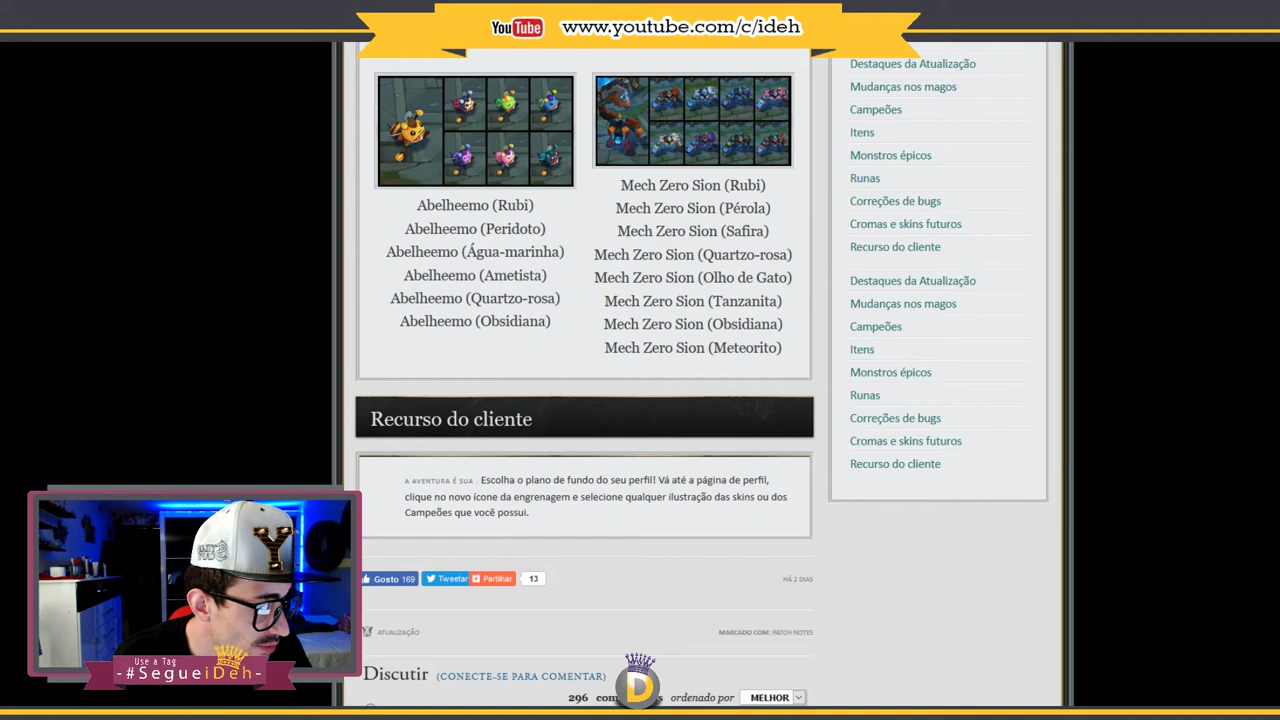 YouTube www.youtube.com/c/ideh
Abelheemo (Rubi)
Abelheemo (Peridoto)
Abelheemo (Água-marinha)
Abelheemo (Ametista)
Abelheemo (Quartzo-rosa)
Abelheemo (Obsidiana)
Mech Zero Sion (Rubi)
Mech Zero Sion (Pérola)
Mech Zero Sion (Safira)
Mech Zero Sion (Quartzo-rosa)
Mech Zero Sion (Olho de Gato)
Mech Zero Sion (Tanzanita)
Mech Zero Sion (Obsidiana)
Mech Zero Sion (Meteorito)
Recurso do cliente
A AVENTURA É SUA : Escolha o plano de fundo do seu perfil! Vá até a página de perfil,
clique no novo ícone da engrenagem e selecione qualquer ilustração das skins ou dos
Campeões que você possui.
Gosto 169 Tweetar Partilhar 13 HÁ 2 DIAS
ATUALIZAÇÃO MARCADO COM: PATCH NOTES
Discutir (CONECTE-SE PARA COMENTAR)
296 ordenado por MELHOR
Destaques da Atualização
Mudanças nos magos
Campeões
Itens
Monstros épicos
Runas
Correções de bugs
Cromas e skins futuros
Recurso do cliente
Destaques da Atualização
Mudanças nos magos
Campeões
Itens
Monstros épicos
Runas
Correções de bugs
Cromas e skins futuros
Recurso do cliente
Y
Use a Tag
-#SegueiDeh-
D